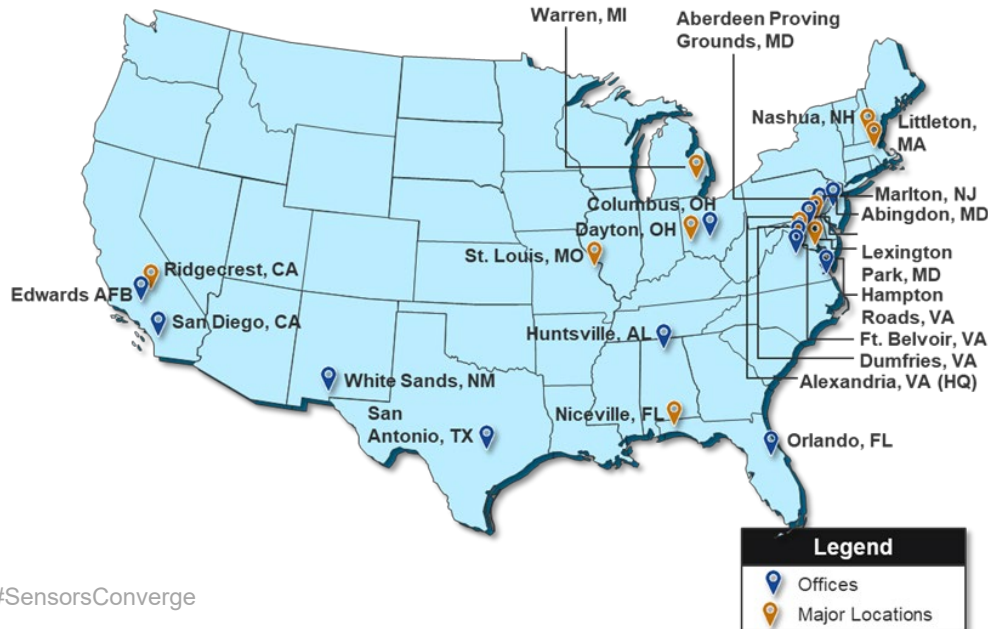 Warren, MI
Aberdeen Proving
Grounds, MD
Nashua, NH
Littleton,
MA
Columbus, OH
Dayton, OH
St. Louis, MO
Marlton, NJ
Abingdon, MD
Lexington
Park, MD
Hampton
Roads, VA
Ft. Belvoir, VA
Dumfries, VA
Alexandria, VA (HQ)
Ridgecrest, CA
Edwards AFB
San Diego, CA
Huntsville, AL
White Sands, NM
San
Antonio, TX
Niceville, FL
Orlando, FL
Legend
Offices
Major Locations
#SensorsConverge